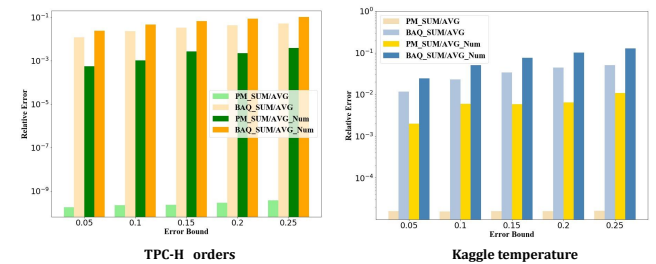 10⁻¹
10⁻³
10⁻⁵
10⁻⁷
10⁻⁹
Relative Error
PM_SUM/AVG
BAQ_SUM/AVG
PM_SUM/AVG_Num
BAQ_SUM/AVG_Num
0.05 0.1 0.15 0.2 0.25
Error Bound
TPC-H orders
10⁰
10⁻¹
10⁻²
10⁻³
10⁻⁴
Relative Error
PM_SUM/AVG
BAQ_SUM/AVG
PM_SUM/AVG_Num
BAQ_SUM/AVG_Num
0.05 0.1 0.15 0.2 0.25
Error Bound
Kaggle temperature